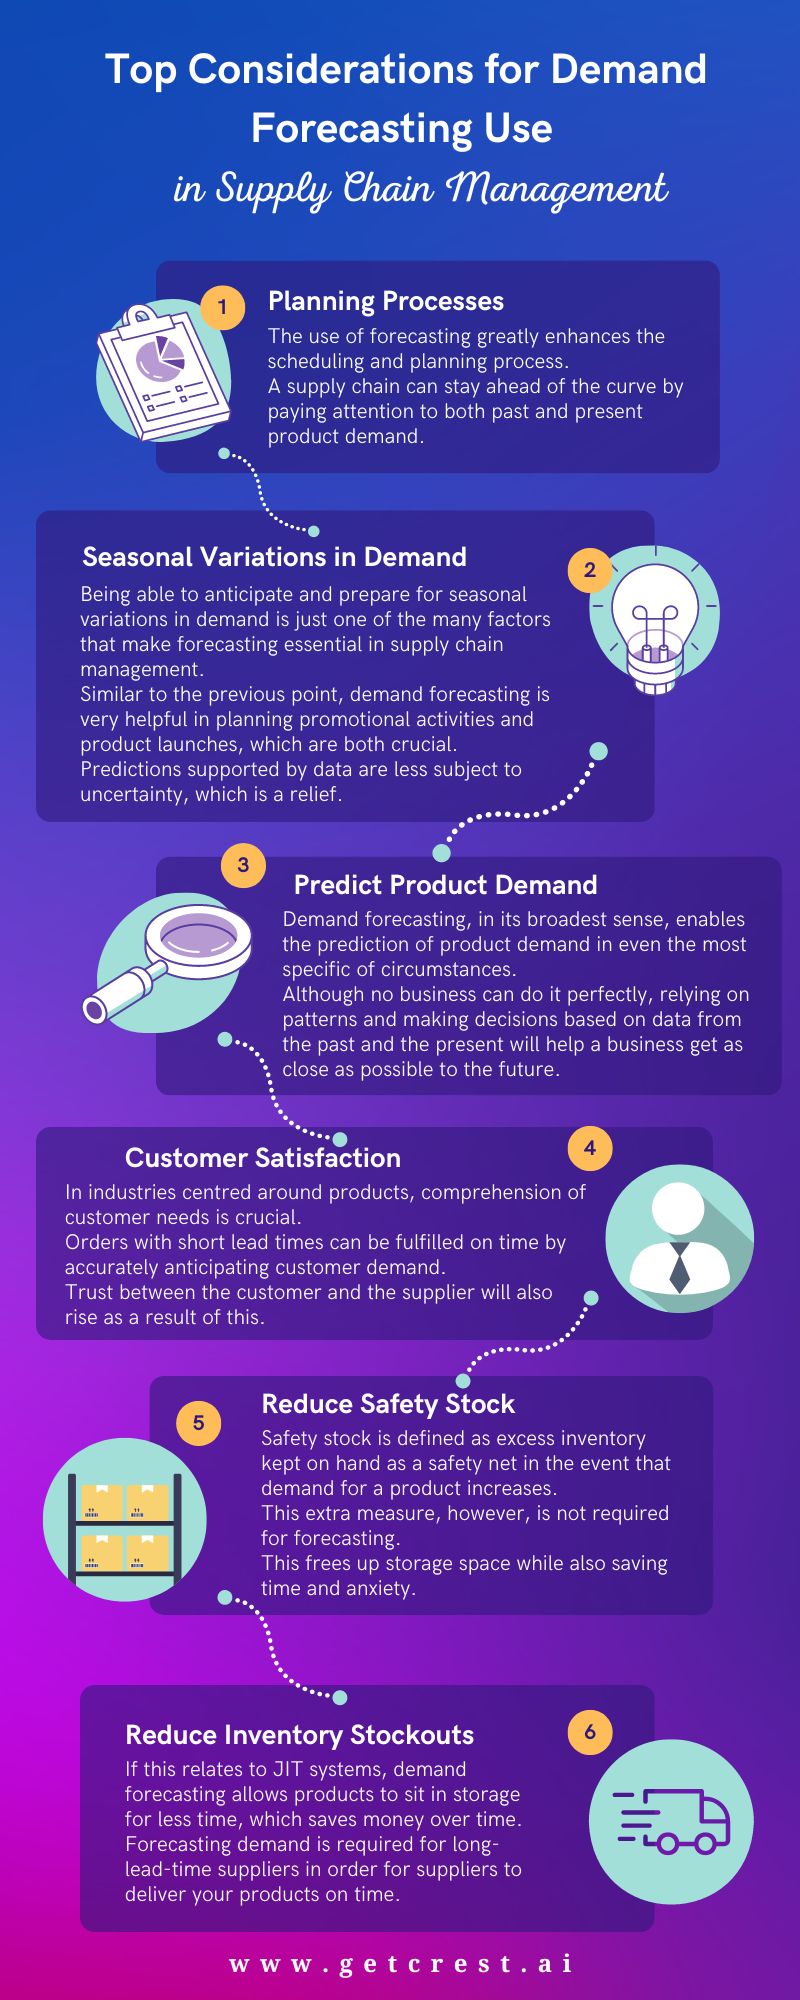 Top Considerations for Demand
Forecasting Use
in Supply Chain Management
1
Planning Processes
The use of forecasting greatly enhances the
scheduling and planning process.
A supply chain can stay ahead of the curve by
paying attention to both past and present
product demand.
Seasonal Variations in Demand
2
Being able to anticipate and prepare for seasonal
variations in demand is just one of the many factors
that make forecasting essential in supply chain
management.
Similar to the previous point, demand forecasting is
very helpful in planning promotional activities and
product launches, which are both crucial.
Predictions supported by data are less subject to
uncertainty, which is a relief.
3
Predict Product Demand
Demand forecasting, in its broadest sense, enables
the prediction of product demand in even the most
specific of circumstances.
Although no business can do it perfectly, relying on
patterns and making decisions based on data from
the past and the present will help a business get as
close as possible to the future.
4
Customer Satisfaction
In industries centred around products, comprehension of
customer needs is crucial.
Orders with short lead times can be fulfilled on time by
accurately anticipating customer demand.
Trust between the customer and the supplier will also
rise as a result of this.
5
Reduce Safety Stock
Safety stock is defined as excess inventory
kept on hand as a safety net in the event that
demand for a product increases.
This extra measure, however, is not required
for forecasting.
This frees up storage space while also saving
time and anxiety.
Reduce Inventory Stockouts
6
If this relates to JIT systems, demand
forecasting allows products to sit in storage
for less time, which saves money over time.
Forecasting demand is required for long-
lead-time suppliers in order for suppliers to
deliver your products on time.
www.getcrest.ai